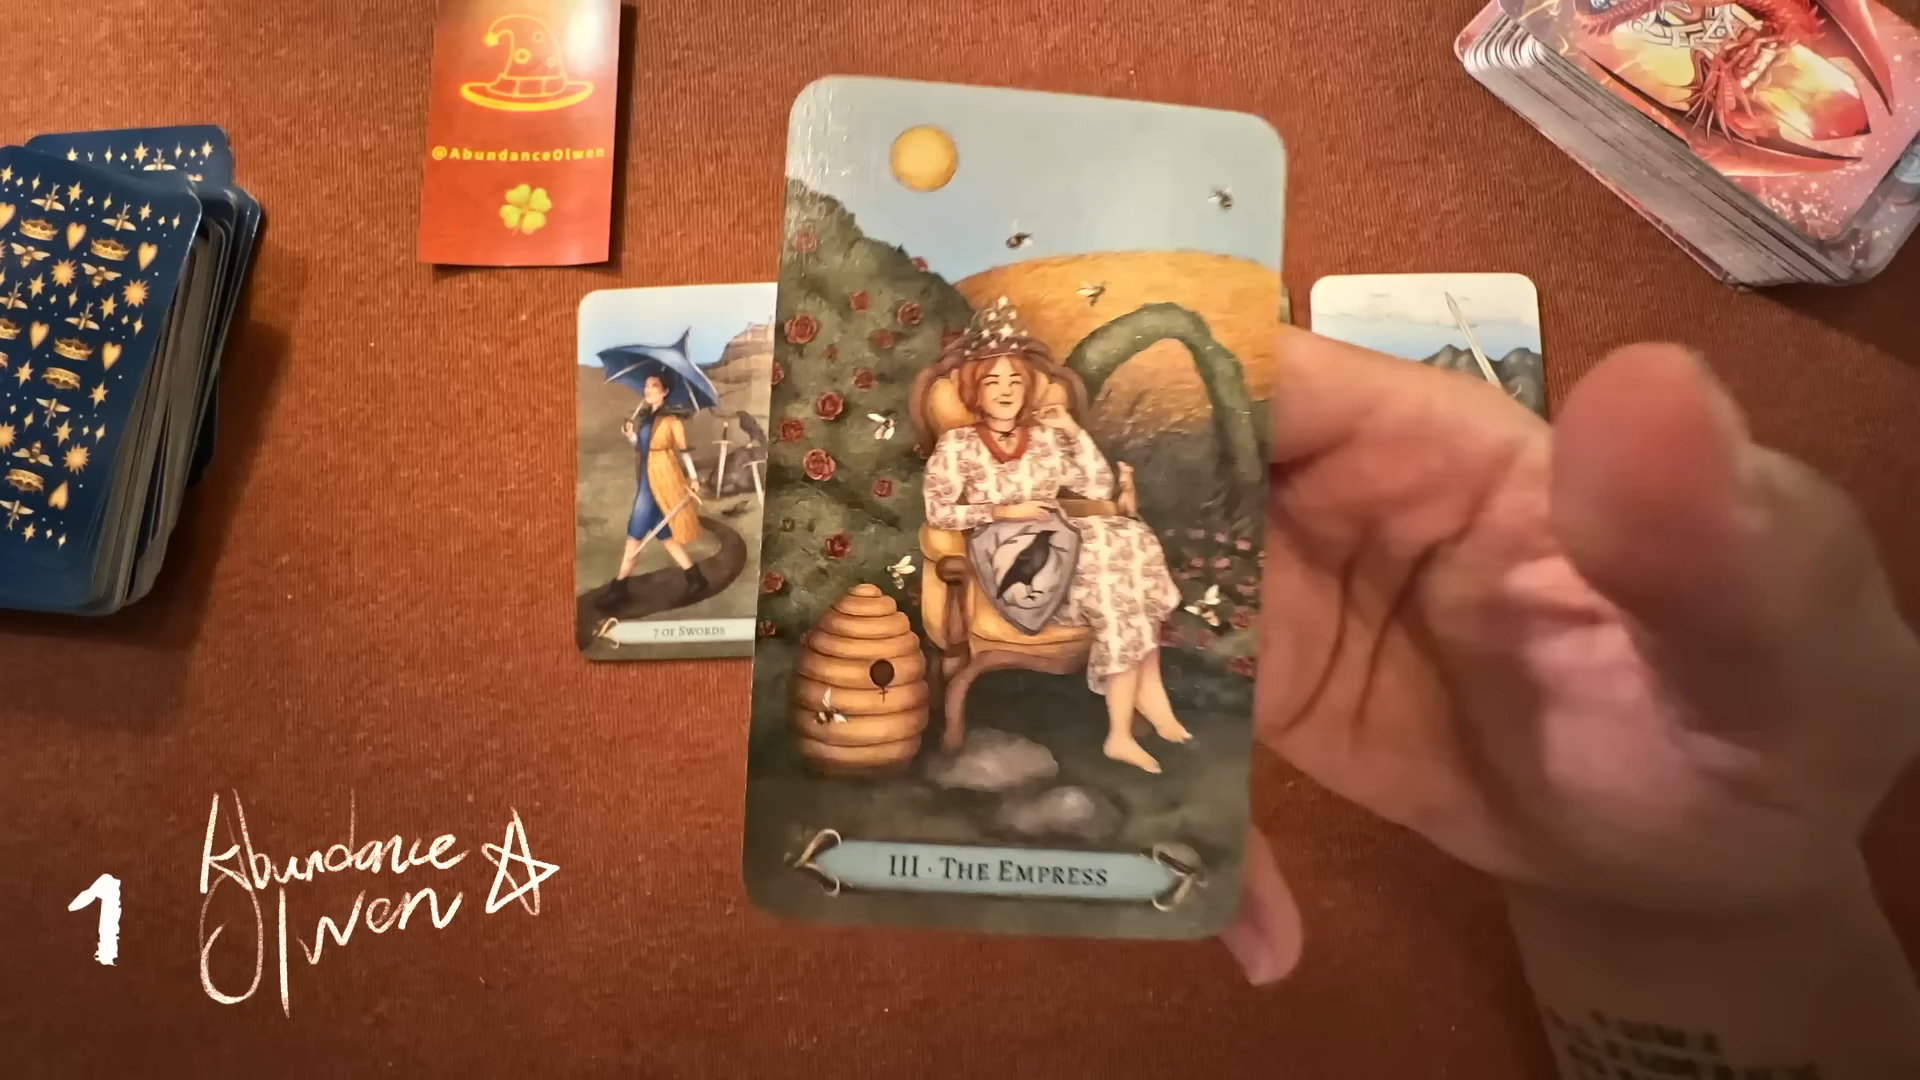 @AbundanceOlwen
7 OF SWORDS
III · THE EMPRESS
1
Abundance
Olwen